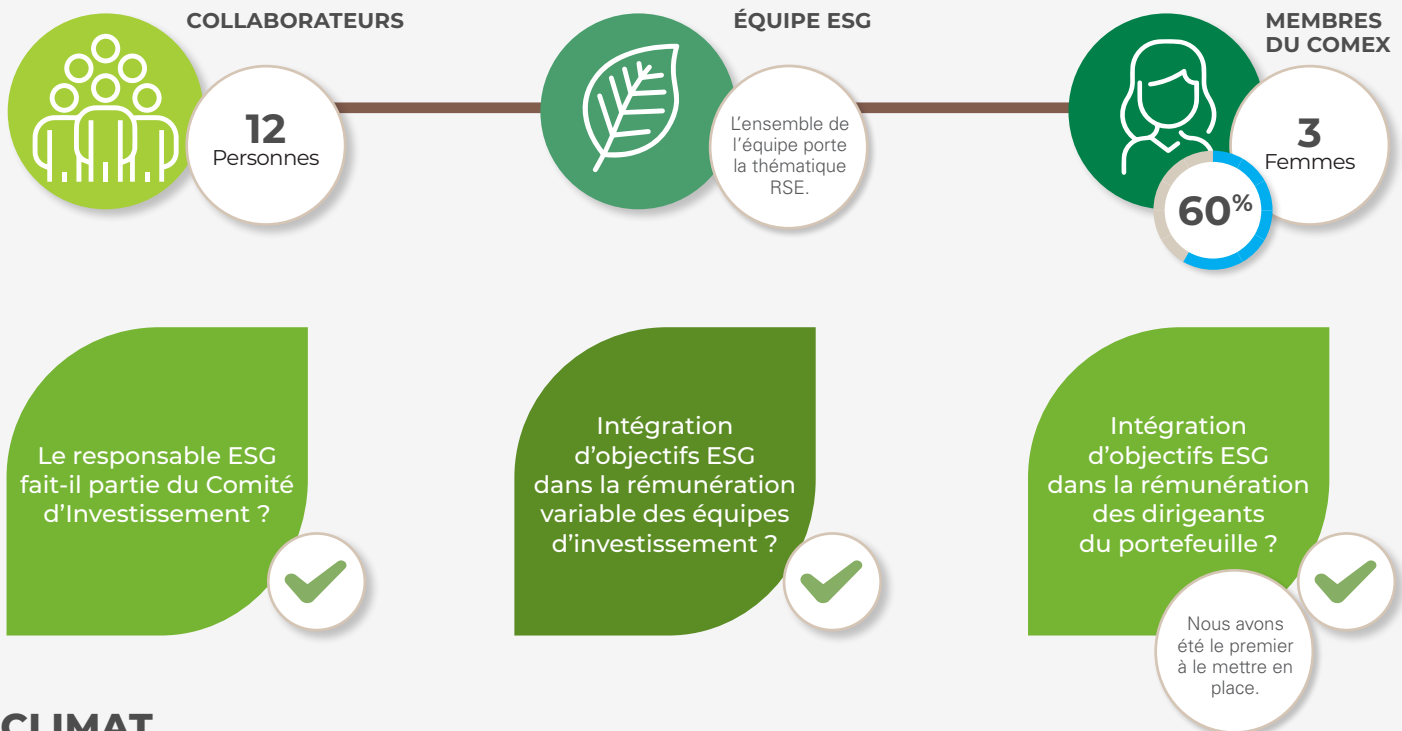 COLLABORATEURS
12
Personnes
ÉQUIPE ESG
L'ensemble de
l'équipe porte
la thématique
RSE.
MEMBRES
DU COMEX
3
Femmes
60%
Le responsable ESG
fait-il partie du Comité
d'Investissement ?
Intégration
d'objectifs ESG
dans la rémunération
variable des équipes
d'investissement ?
Intégration
d'objectifs ESG
dans la rémunération
des dirigeants
du portefeuille ?
Nous avons
été le premier
à le mettre en
place.
CLIMAT